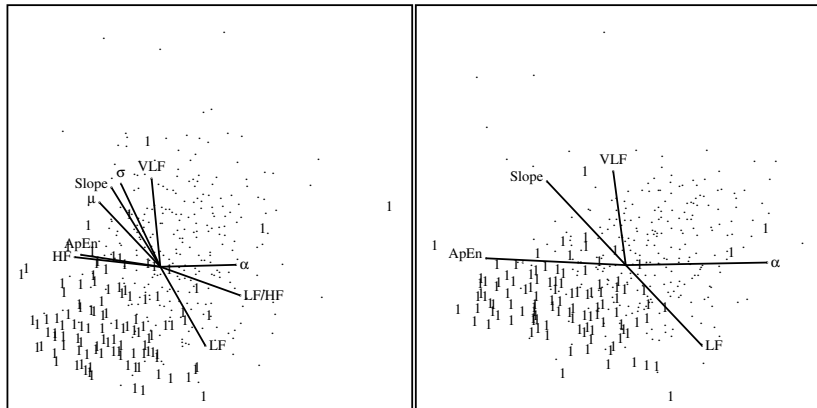 σ VLF
Slope
μ
ApEn
HF
α
LF/HF
LF
VLF
Slope
ApEn
α
LF